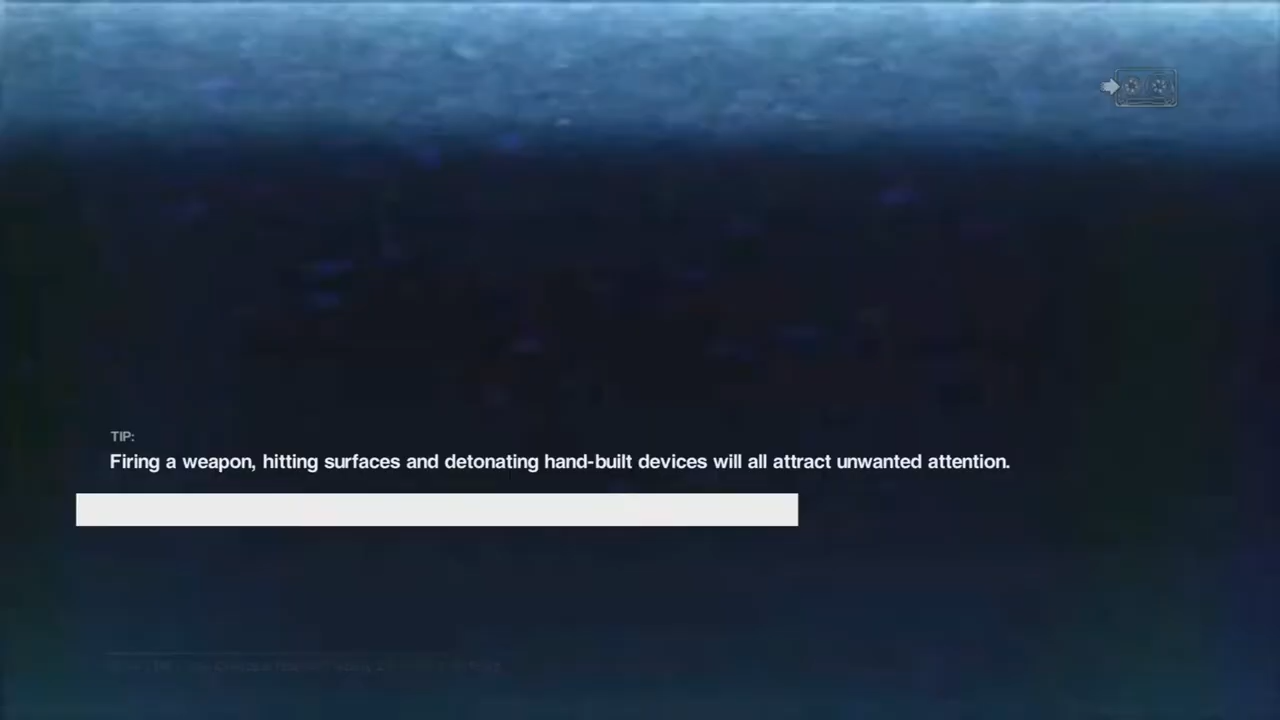 TIP:
Firing a weapon, hitting surfaces and detonating hand-built devices will all attract unwanted attention.